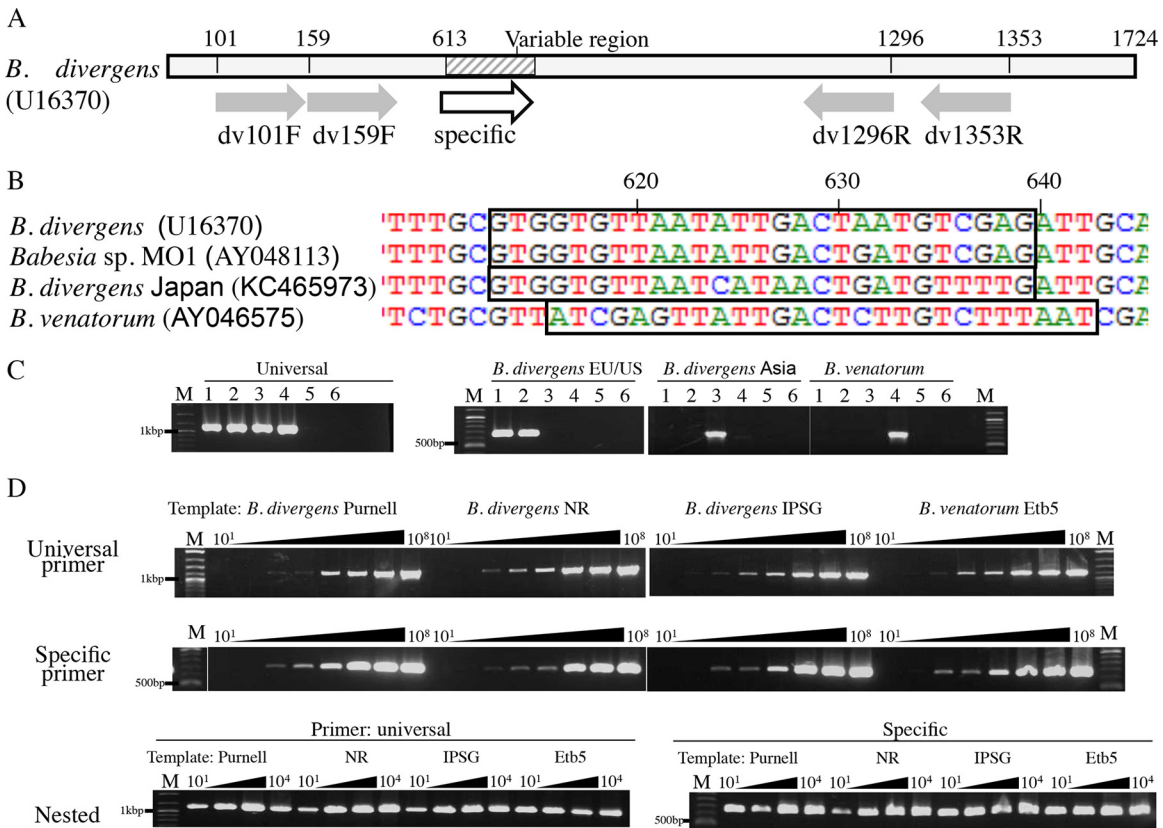 A
101 159 613 Variable region 1296 1353 1724
B. divergens
(U16370)
dv101F dv159F specific dv1296R dv1353R
B
620 630 640
B. divergens (U16370) TTTGCGTGGTGTTAATATTGACTAATGTCGAGATTGCA
Babesia sp. MO1 (AY048113) TTTGCGTGGTGTTAATATTGACTGATGTCGAGATTGCA
B. divergens Japan (KC465973) TTTGCGTGGTGTTAATCATAACTGATGTTTTGATTGCA
B. venatorum (AY046575) TCTGCGTTATCGAGTTATTGACTCTTGTCTTTAATCGA
C
Universal B. divergens EU/US B. divergens Asia B. venatorum
M 1 2 3 4 5 6 M 1 2 3 4 5 6 1 2 3 4 5 6 1 2 3 4 5 6 M
1kbp
500bp
D
Template: B. divergens Purnell B. divergens NR B. divergens IPSG B. venatorum Etb5
Universal
primer
M 10¹ 10⁸ 10¹ 10⁸ 10¹ 10⁸ 10¹ 10⁸ M
1kbp
Specific
primer
M 10¹ 10⁸ 10¹ 10⁸ 10¹ 10⁸ 10¹ 10⁸ M
500bp
Primer: universal Specific
Template: Purnell NR IPSG Etb5 Template: Purnell NR IPSG Etb5
M 10¹ 10⁴ 10¹ 10⁴ 10¹ 10⁴ 10¹ 10⁴ M 10¹ 10⁴ 10¹ 10⁴ 10¹ 10⁴ 10¹ 10⁴
Nested 1kbp 500bp